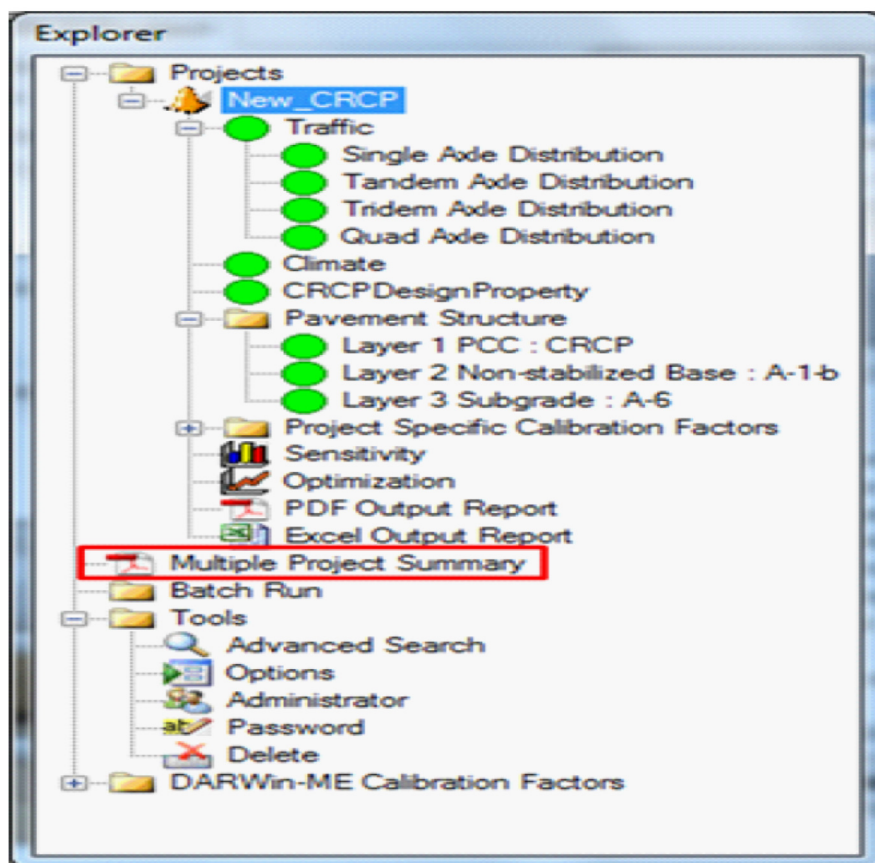 Explorer
Projects
New_CRCP
Traffic
Single Axle Distribution
Tandem Axle Distribution
Tridem Axle Distribution
Quad Axle Distribution
Climate
CRCPDesignProperty
Pavement Structure
Layer 1 PCC : CRCP
Layer 2 Non-stabilized Base : A-1-b
Layer 3 Subgrade : A-6
Project Specific Calibration Factors
Sensitivity
Optimization
PDF Output Report
Excel Output Report
Multiple Project Summary
Batch Run
Tools
Advanced Search
Options
Administrator
Password
Delete
DARWin-ME Calibration Factors